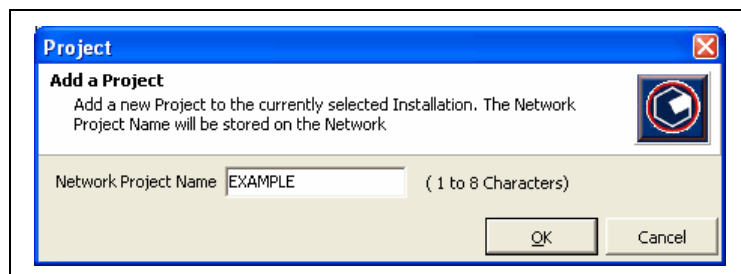 Project
Add a Project
Add a new Project to the currently selected Installation. The Network
Project Name will be stored on the Network
Network Project Name EXAMPLE ( 1 to 8 Characters)
OK Cancel